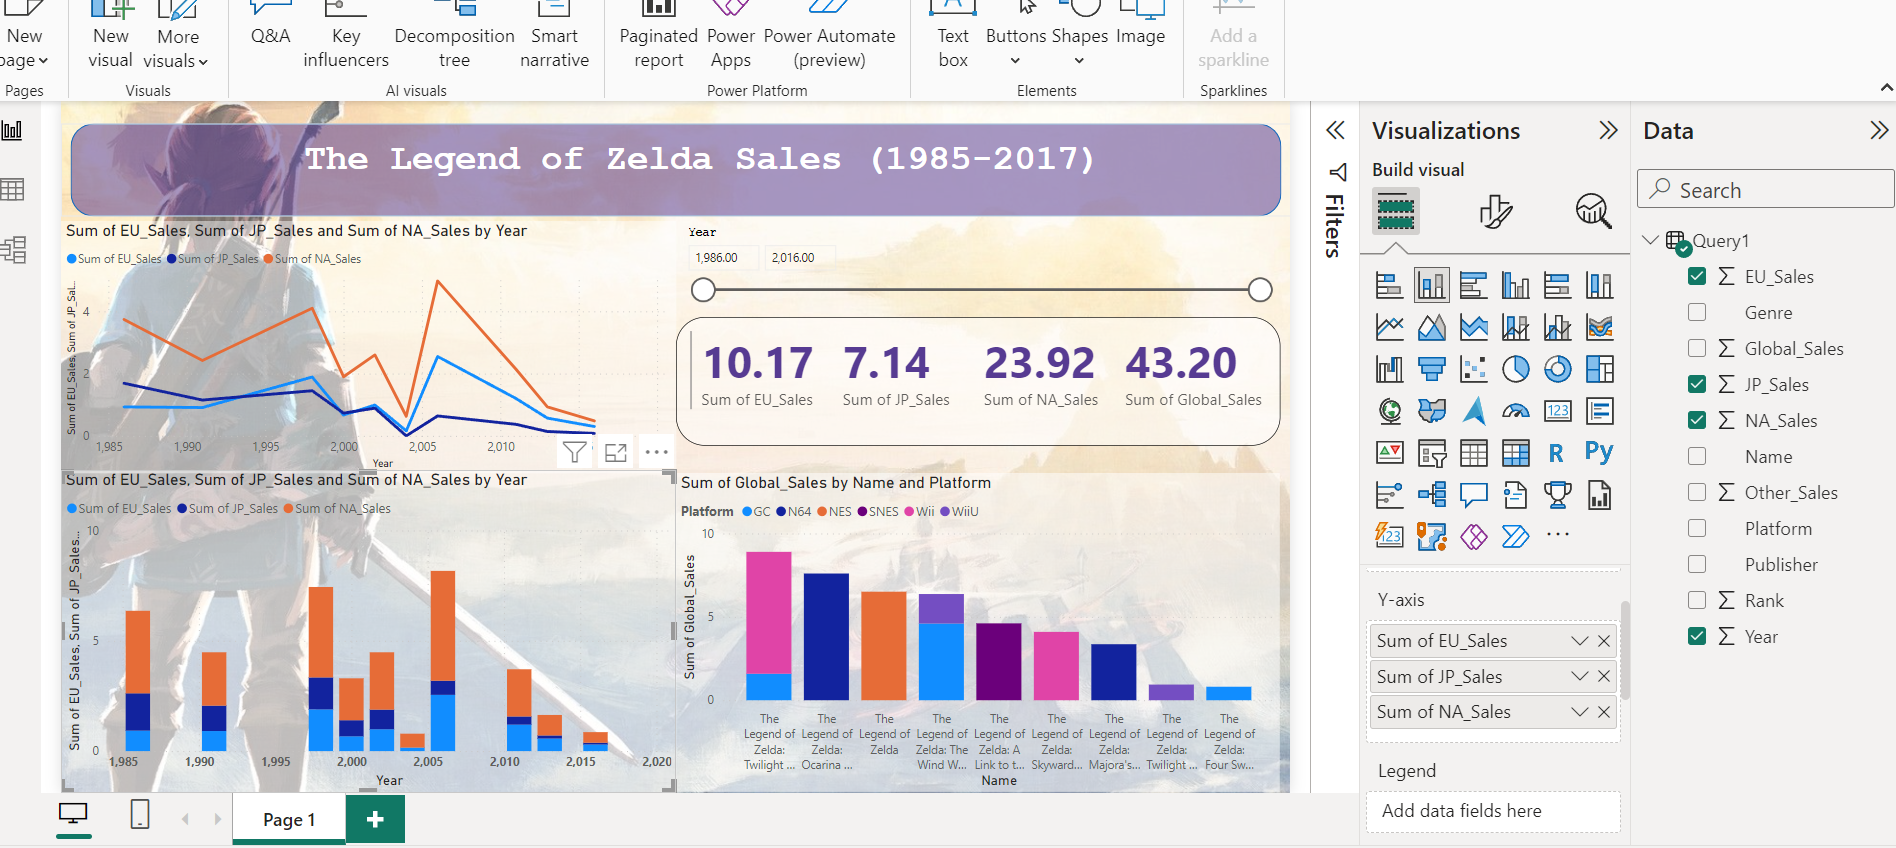 New
page
Pages
New
visual
More
visuals
Visuals
Q&A
Key
influencers
Decomposition
tree
Smart
narrative
AI visuals
Paginated
report
Power
Apps
Power Automate
(preview)
Power Platform
Text
box
Buttons
Shapes
Image
Elements
Add a
sparkline
Sparklines
The Legend of Zelda Sales (1985-2017)
Sum of EU_Sales, Sum of JP_Sales and Sum of NA_Sales by Year
Sum of EU_Sales Sum of JP_Sales Sum of NA_Sales
Sum of EU_Sales, Sum of JP_Sal...
4
2
0
1,985 1,990 1,995 2,000 2,005 2,010
Year
Year
1,986.00 2,016.00
10.17 7.14 23.92 43.20
Sum of EU_Sales Sum of JP_Sales Sum of NA_Sales Sum of Global_Sales
Sum of EU_Sales, Sum of JP_Sales and Sum of NA_Sales by Year
Sum of EU_Sales Sum of JP_Sales Sum of NA_Sales
Sum of EU_Sales, Sum of JP_Sales...
10
5
0
1,985 1,990 1,995 2,000 2,005 2,010 2,015 2,020
Year
Sum of Global_Sales by Name and Platform
Platform GC N64 NES SNES Wii WiiU
Sum of Global_Sales
10
5
0
The
Legend of
Zelda:
Twilight ...
The
Legend of
Zelda:
Ocarina ...
The
Legend of
Zelda
The
Legend of
Zelda: The
Wind W...
The
Legend of
Zelda: A
Link to t...
The
Legend of
Zelda:
Skyward...
The
Legend of
Zelda:
Majora's...
The
Legend of
Zelda:
Twilight ...
The
Legend of
Zelda:
Four Sw...
Name
Page 1
Filters
Visualizations
Build visual
123
R
Py
123
Y-axis
Sum of EU_Sales
Sum of JP_Sales
Sum of NA_Sales
Legend
Add data fields here
Data
Search
Query1
EU_Sales
Genre
Global_Sales
JP_Sales
NA_Sales
Name
Other_Sales
Platform
Publisher
Rank
Year